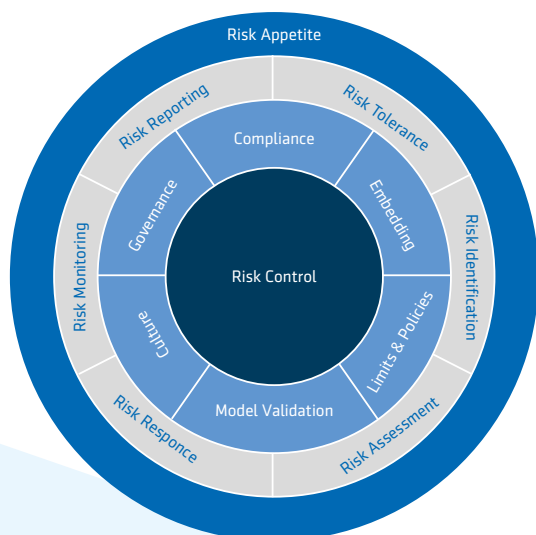 Risk Appetite
Risk Reporting
Risk Tolerance
Compliance
Governance
Embedding
Risk Monitoring
Risk Control
Risk Identification
Culture
Limits & Policies
Model Validation
Risk Responce
Risk Assessment